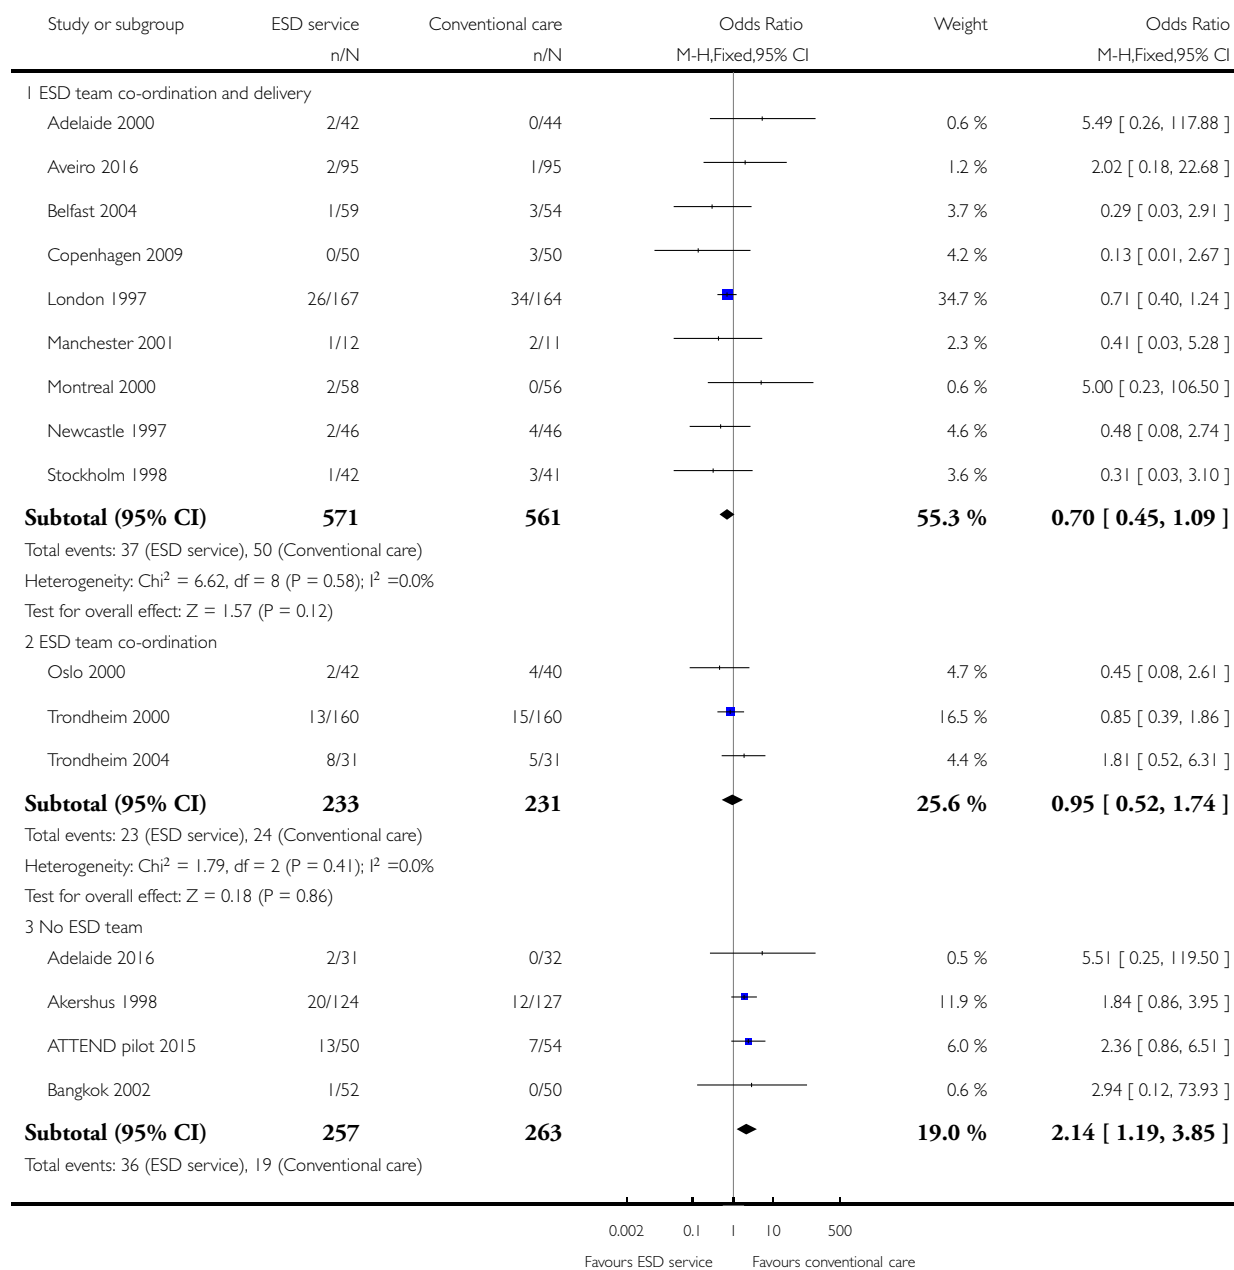 Study or subgroup ESD service Conventional care Odds Ratio Weight Odds Ratio
n/N n/N M-H,Fixed,95% CI M-H,Fixed,95% CI
1 ESD team co-ordination and delivery
Adelaide 2000 2/42 0/44 0.6 % 5.49 [ 0.26, 117.88 ]
Aveiro 2016 2/95 1/95 1.2 % 2.02 [ 0.18, 22.68 ]
Belfast 2004 1/59 3/54 3.7 % 0.29 [ 0.03, 2.91 ]
Copenhagen 2009 0/50 3/50 4.2 % 0.13 [ 0.01, 2.67 ]
London 1997 26/167 34/164 34.7 % 0.71 [ 0.40, 1.24 ]
Manchester 2001 1/12 2/11 2.3 % 0.41 [ 0.03, 5.28 ]
Montreal 2000 2/58 0/56 0.6 % 5.00 [ 0.23, 106.50 ]
Newcastle 1997 2/46 4/46 4.6 % 0.48 [ 0.08, 2.74 ]
Stockholm 1998 1/42 3/41 3.6 % 0.31 [ 0.03, 3.10 ]
Subtotal (95% CI) 571 561 55.3 % 0.70 [ 0.45, 1.09 ]
Total events: 37 (ESD service), 50 (Conventional care)
Heterogeneity: Chi² = 6.62, df = 8 (P = 0.58); I² =0.0%
Test for overall effect: Z = 1.57 (P = 0.12)
2 ESD team co-ordination
Oslo 2000 2/42 4/40 4.7 % 0.45 [ 0.08, 2.61 ]
Trondheim 2000 13/160 15/160 16.5 % 0.85 [ 0.39, 1.86 ]
Trondheim 2004 8/31 5/31 4.4 % 1.81 [ 0.52, 6.31 ]
Subtotal (95% CI) 233 231 25.6 % 0.95 [ 0.52, 1.74 ]
Total events: 23 (ESD service), 24 (Conventional care)
Heterogeneity: Chi² = 1.79, df = 2 (P = 0.41); I² =0.0%
Test for overall effect: Z = 0.18 (P = 0.86)
3 No ESD team
Adelaide 2016 2/31 0/32 0.5 % 5.51 [ 0.25, 119.50 ]
Akershus 1998 20/124 12/127 11.9 % 1.84 [ 0.86, 3.95 ]
ATTEND pilot 2015 13/50 7/54 6.0 % 2.36 [ 0.86, 6.51 ]
Bangkok 2002 1/52 0/50 0.6 % 2.94 [ 0.12, 73.93 ]
Subtotal (95% CI) 257 263 19.0 % 2.14 [ 1.19, 3.85 ]
Total events: 36 (ESD service), 19 (Conventional care)
0.002 0.1 1 10 500
Favours ESD service Favours conventional care